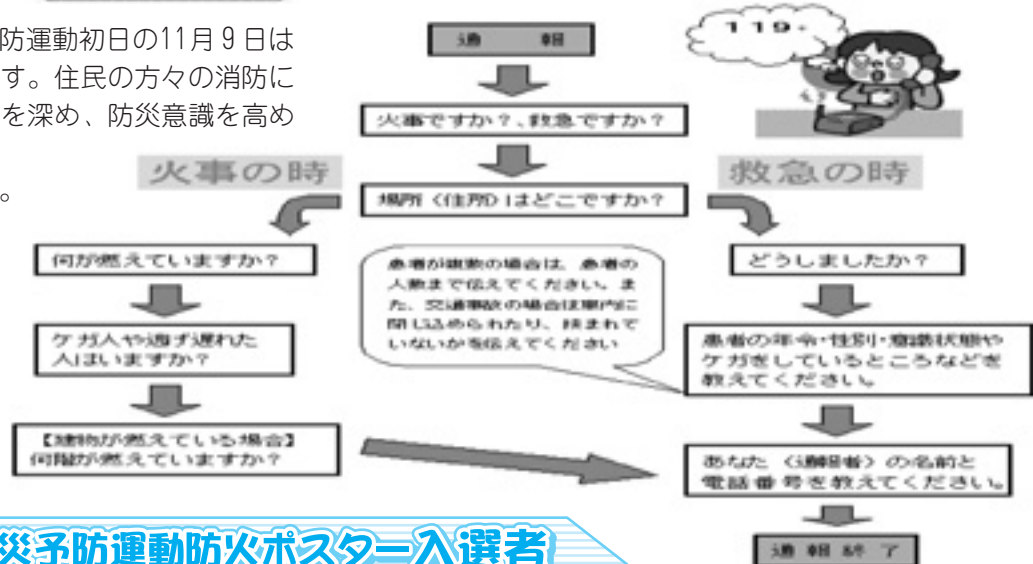 防運動初日の11月9日は
す。住民の方々の消防に
を深め、防災意識を高め
。
通報
119.
火事ですか？、救急ですか？
火事の時
救急の時
場所（住所）はどこですか？
何が燃えていますか？
ケガ人や逃げ遅れた
人はいますか？
【建物が燃えている場合】
何階が燃えていますか？
どうしましたか？
患者が複数の場合は、患者の
人数まで伝えてください。ま
た、交通事故の場合は車内に
閉じ込められたり、挟まれて
いないかを伝えてください
患者の年令・性別・意識状態や
ケガをしているところなどを
教えてください。
あなた（通報者）の名前と
電話番号を教えてください。
通報終了
災予防運動防火ポスター入選者